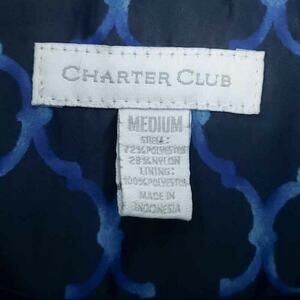 CHARTER CLUB
MEDIUM
SHELL:
72%POLYESTER
28%NYLON
LINING:
100%POLYESTER
MADE IN
INDONESIA